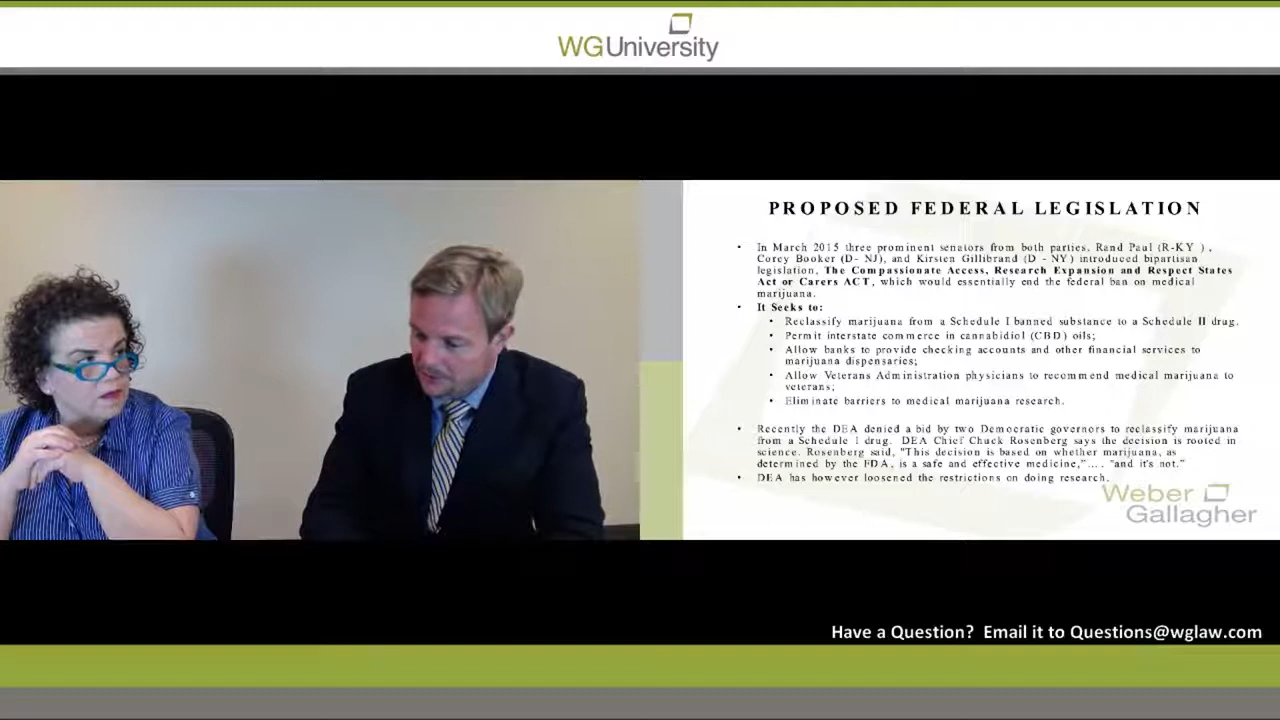 WGUniversity
PROPOSED FEDERAL LEGISLATION
• In March 2015 three prominent senators from both parties, Rand Paul (R-KY ) ,
Corey Booker (D- NJ), and Kirsten Gillibrand (D - NY) introduced bipartisan
legislation, The Compassionate Access, Research Expansion and Respect States
Act or Carers ACT, which would essentially end the federal ban on medical
marijuana.
• It Seeks to:
• Reclassify marijuana from a Schedule I banned substance to a Schedule II drug.
• Permit interstate commerce in cannabidiol (CBD) oils;
• Allow banks to provide checking accounts and other financial services to
marijuana dispensaries;
• Allow Veterans Administration physicians to recommend medical marijuana to
veterans;
• Eliminate barriers to medical marijuana research.
• Recently the DEA denied a bid by two Democratic governors to reclassify marijuana
from a Schedule I drug. DEA Chief Chuck Rosenberg says the decision is rooted in
science. Rosenberg said, "This decision is based on whether marijuana, as
determined by the FDA, is a safe and effective medicine,"... . "and it's not."
• DEA has however loosened the restrictions on doing research.
Weber
Gallagher
Have a Question? Email it to Questions@wglaw.com